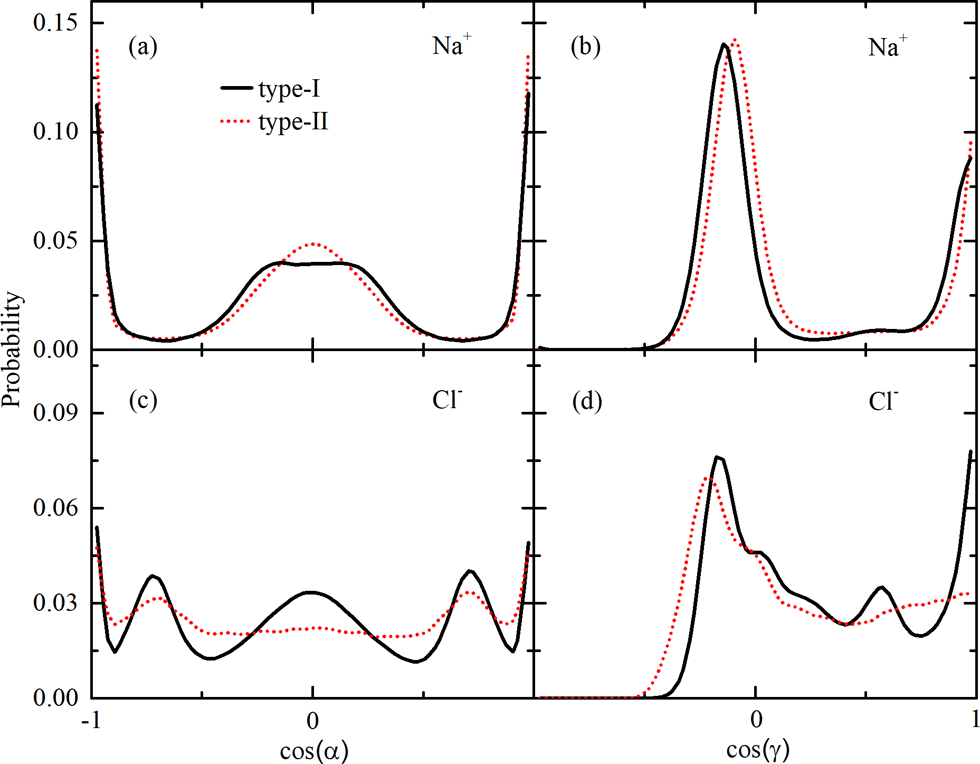 0.15
(a)
Na⁺
(b)
Na⁺
type-I
type-II
0.10
0.05
0.00
Probability
(c)
Cl⁻
(d)
Cl⁻
0.09
0.06
0.03
0.00
-1
0
0
1
cos(α)
cos(γ)